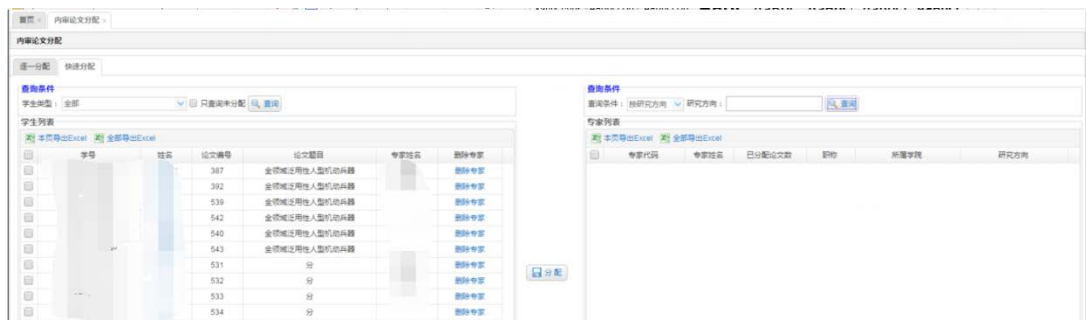 首页 × 内审论文分配 ×
内审论文分配
逐一分配 快速分配
查询条件
学生类型： 全部 只查询未分配 查询
学生列表
本页导出Excel 全部导出Excel
学号 姓名 论文编号 论文题目 专家姓名 删除专家
387 全领域泛用性人型机动兵器 删除专家
392 全领域泛用性人型机动兵器 删除专家
539 全领域泛用性人型机动兵器 删除专家
542 全领域泛用性人型机动兵器 删除专家
540 全领域泛用性人型机动兵器 删除专家
543 全领域泛用性人型机动兵器 删除专家
531 分 删除专家
532 分 删除专家
533 分 删除专家
534 分 删除专家
分配
查询条件
查询条件： 按研究方向 研究方向： 查询
专家列表
本页导出Excel 全部导出Excel
专家代码 专家姓名 已分配论文数 职称 所属学院 研究方向